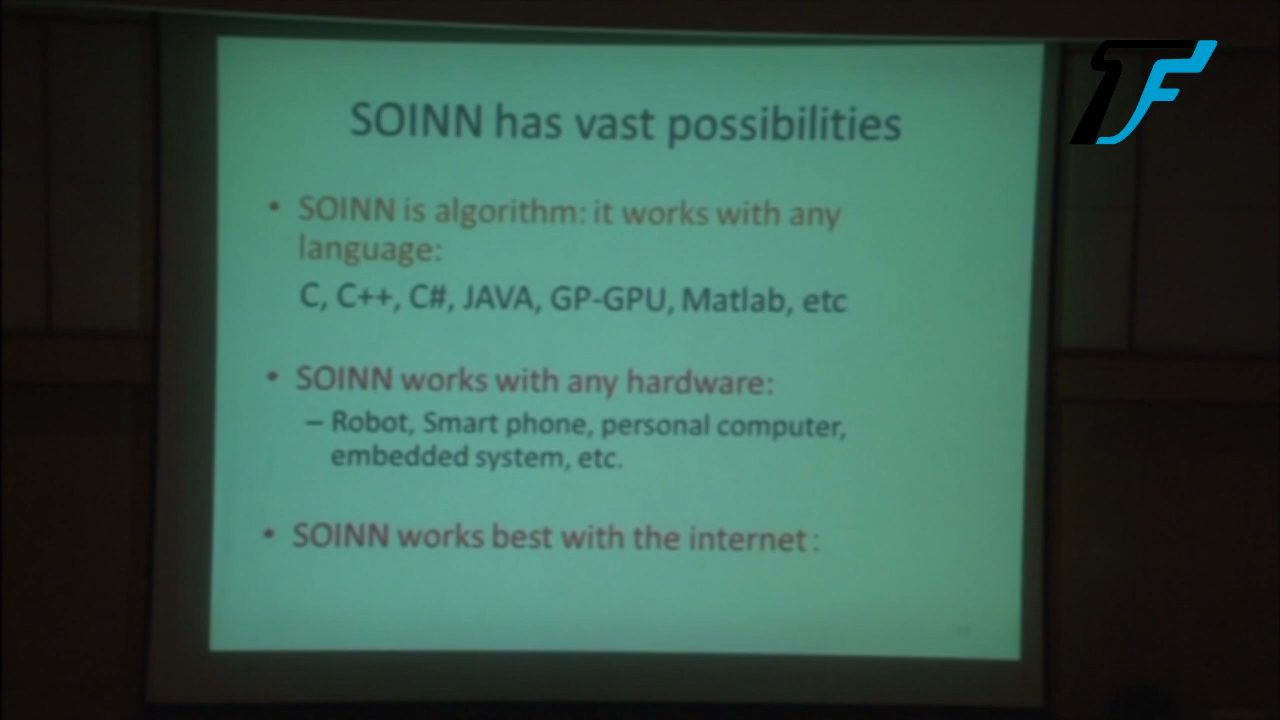 SOINN has vast possibilities
• SOINN is algorithm: it works with any
language:
C, C++, C#, JAVA, GP-GPU, Matlab, etc
• SOINN works with any hardware:
– Robot, Smart phone, personal computer,
embedded system, etc.
• SOINN works best with the internet :
TF